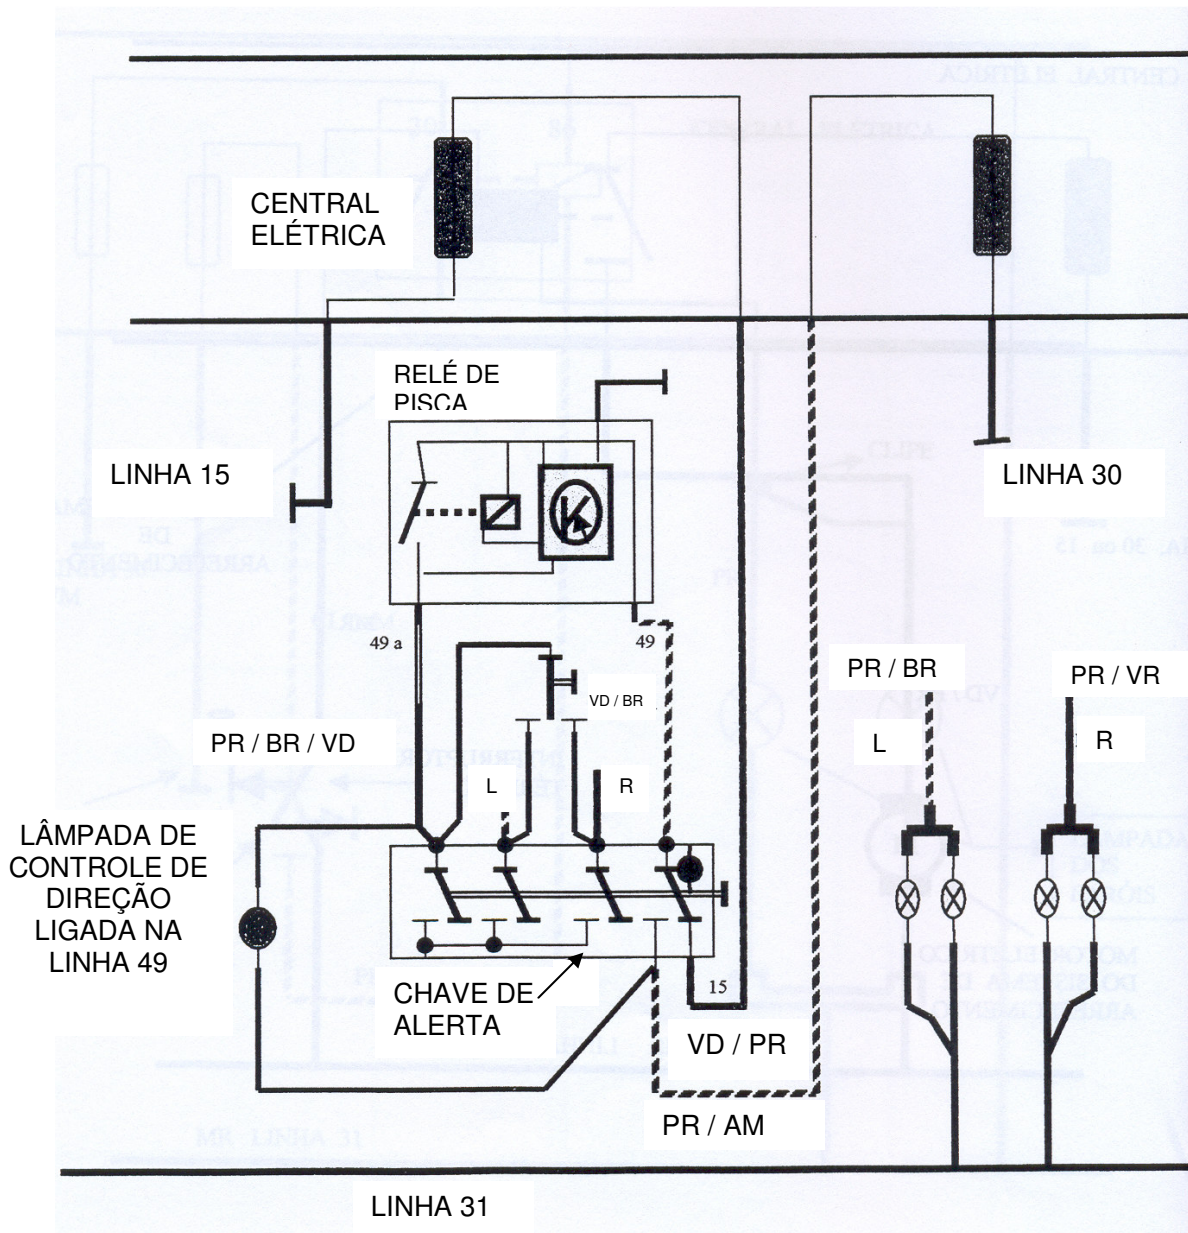 CENTRAL
ELÉTRICA
RELÉ DE
PISCA
LINHA 15
LINHA 30
49 a
49
VD / BR
PR / BR
PR / VR
PR / BR / VD
L
R
L
R
LÂMPADA DE
CONTROLE DE
DIREÇÃO
LIGADA NA
LINHA 49
CHAVE DE
ALERTA
15
VD / PR
PR / AM
LINHA 31